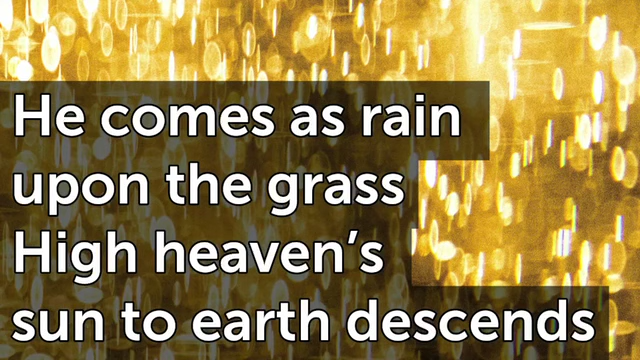 He comes as rain
upon the grass
High heaven’s
sun to earth descends